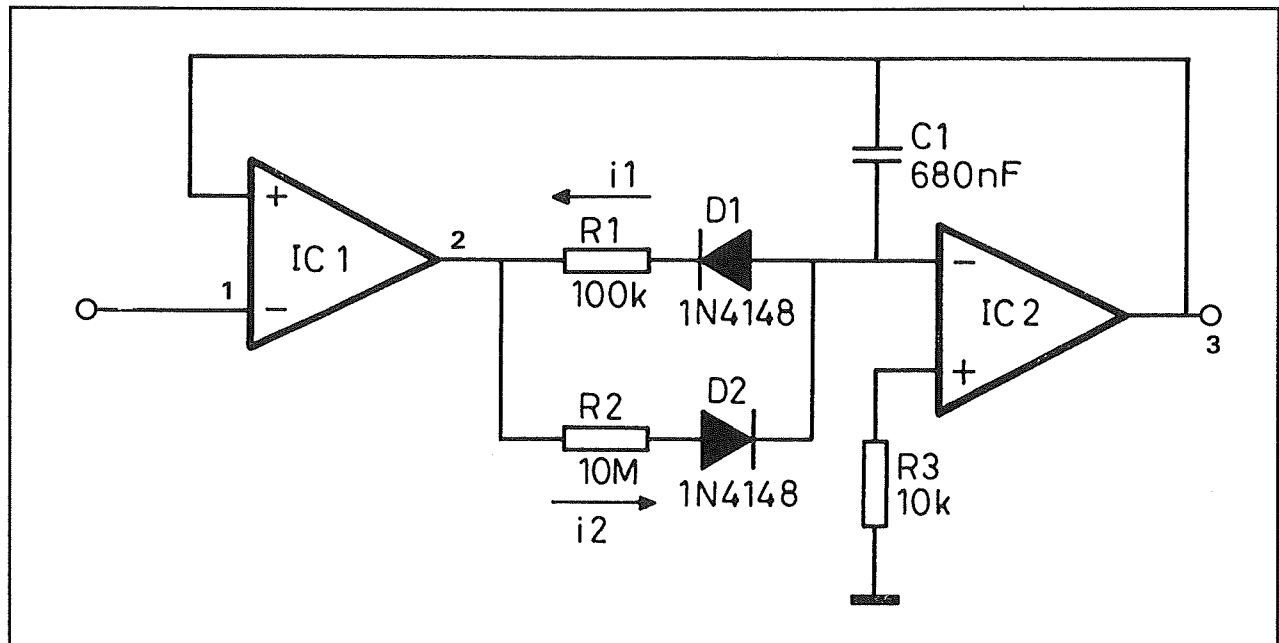 C1
680nF
i1
+
R1
D1
IC 1
2
100k
1N4148
1
−
−
IC 2
3
+
R2
D2
10M
1N4148
R3
10k
i2